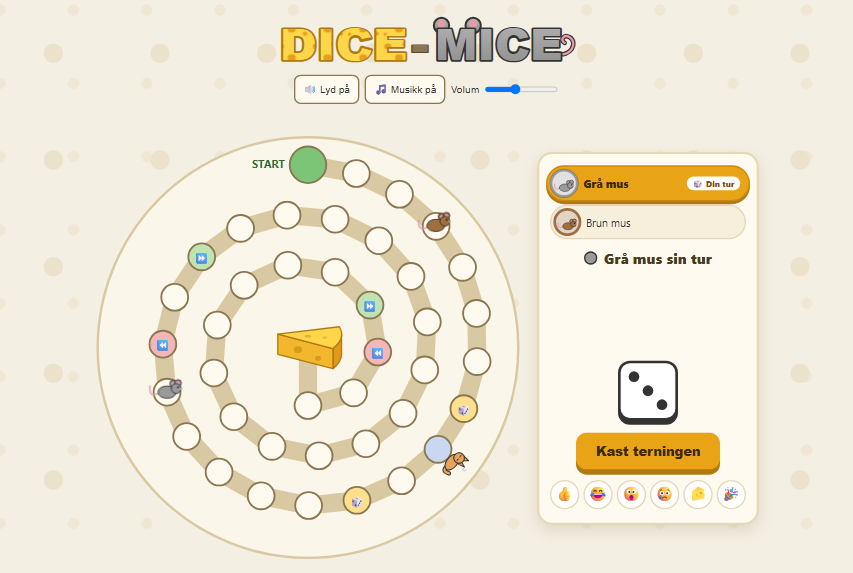 DICE-MICE
Lyd på
Musikk på
Volum
START
Grå mus
Din tur
Brun mus
Grå mus sin tur
Kast terningen